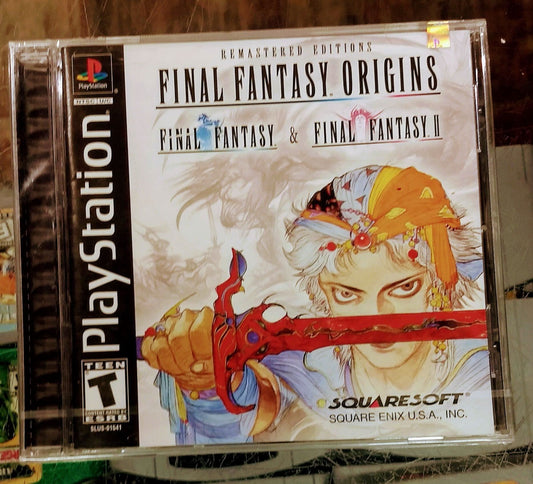 REMASTERED EDITIONS
FINAL FANTASY ORIGINS
FINAL FANTASY & FINAL FANTASY II
PlayStation
NTSC U/C
PlayStation
TEEN
T
CONTENT RATED BY
ESRB
SLUS-01541
SQUARESOFT
SQUARE ENIX U.S.A., INC.